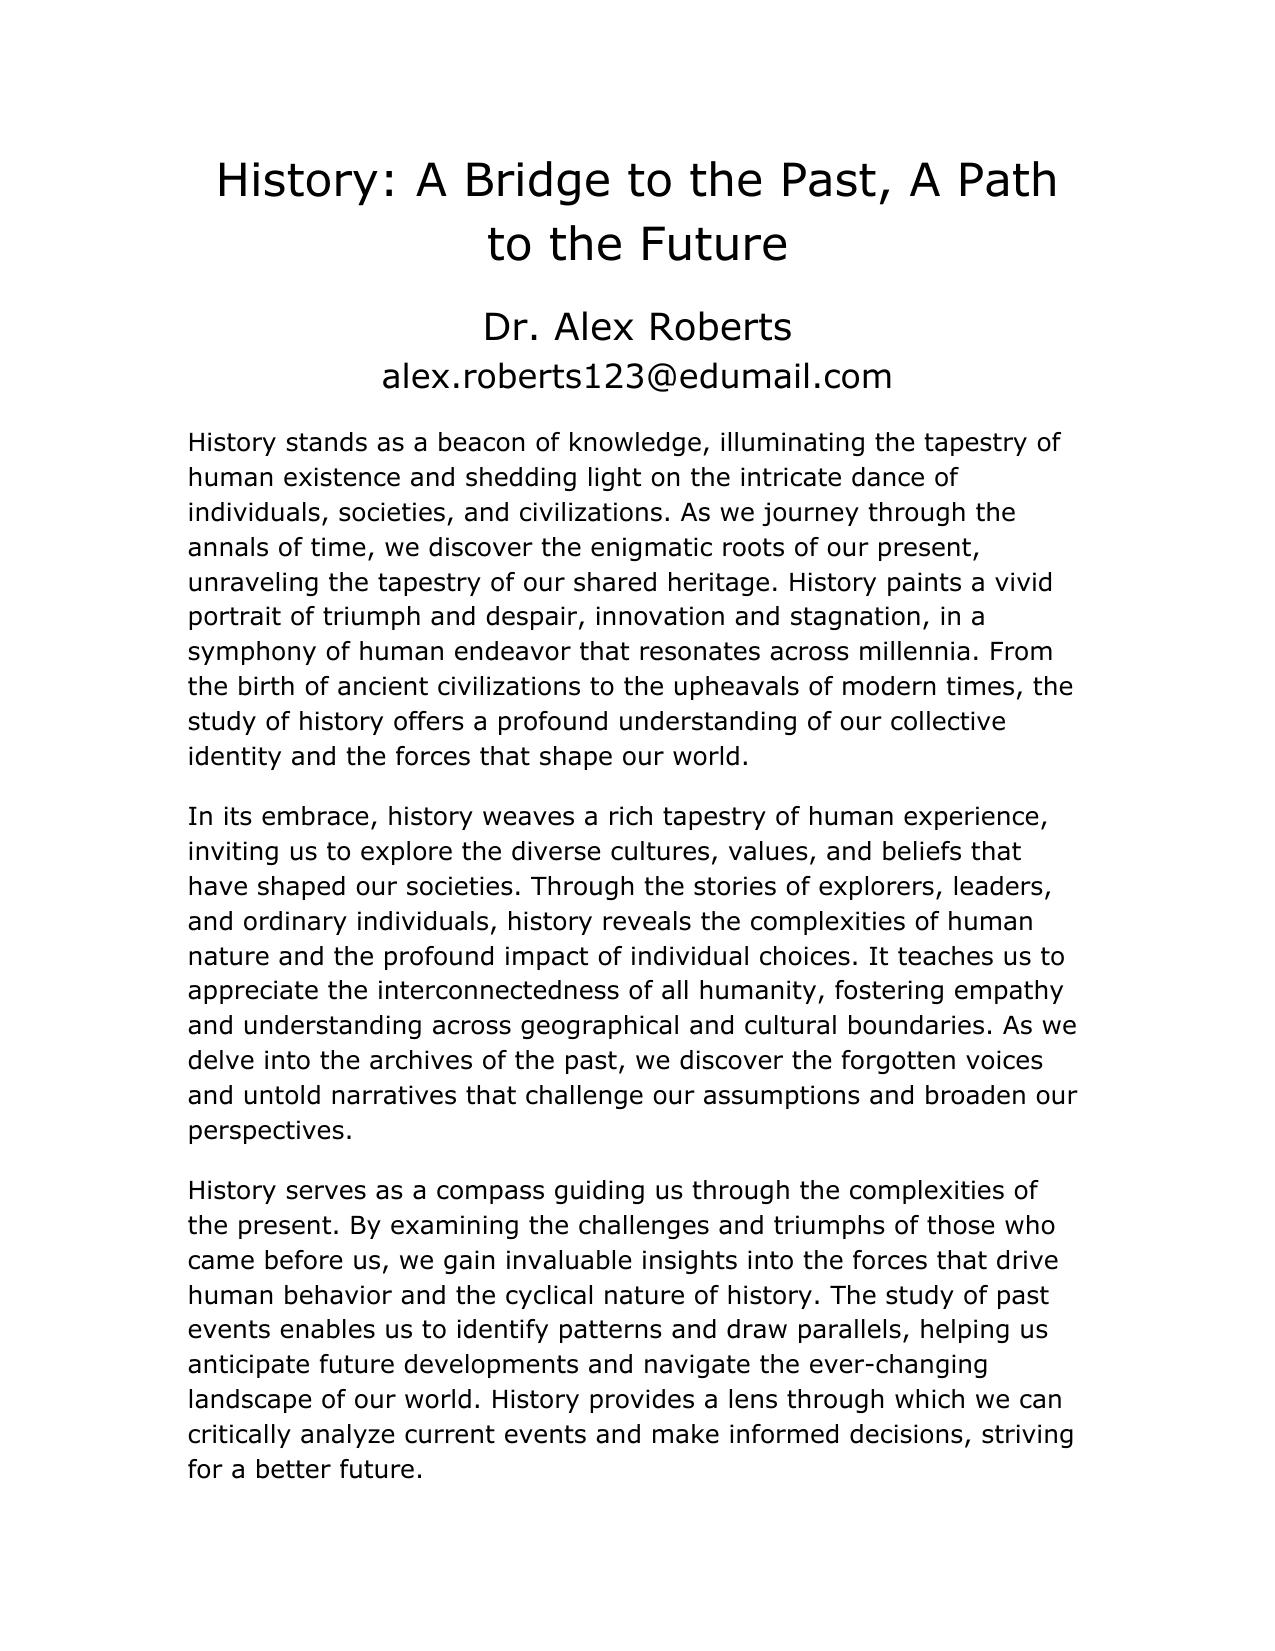 History: A Bridge to the Past, A Path
to the Future
Dr. Alex Roberts
alex.roberts123@edumail.com
History stands as a beacon of knowledge, illuminating the tapestry of
human existence and shedding light on the intricate dance of
individuals, societies, and civilizations. As we journey through the
annals of time, we discover the enigmatic roots of our present,
unraveling the tapestry of our shared heritage. History paints a vivid
portrait of triumph and despair, innovation and stagnation, in a
symphony of human endeavor that resonates across millennia. From
the birth of ancient civilizations to the upheavals of modern times, the
study of history offers a profound understanding of our collective
identity and the forces that shape our world.
In its embrace, history weaves a rich tapestry of human experience,
inviting us to explore the diverse cultures, values, and beliefs that
have shaped our societies. Through the stories of explorers, leaders,
and ordinary individuals, history reveals the complexities of human
nature and the profound impact of individual choices. It teaches us to
appreciate the interconnectedness of all humanity, fostering empathy
and understanding across geographical and cultural boundaries. As we
delve into the archives of the past, we discover the forgotten voices
and untold narratives that challenge our assumptions and broaden our
perspectives.
History serves as a compass guiding us through the complexities of
the present. By examining the challenges and triumphs of those who
came before us, we gain invaluable insights into the forces that drive
human behavior and the cyclical nature of history. The study of past
events enables us to identify patterns and draw parallels, helping us
anticipate future developments and navigate the ever-changing
landscape of our world. History provides a lens through which we can
critically analyze current events and make informed decisions, striving
for a better future.